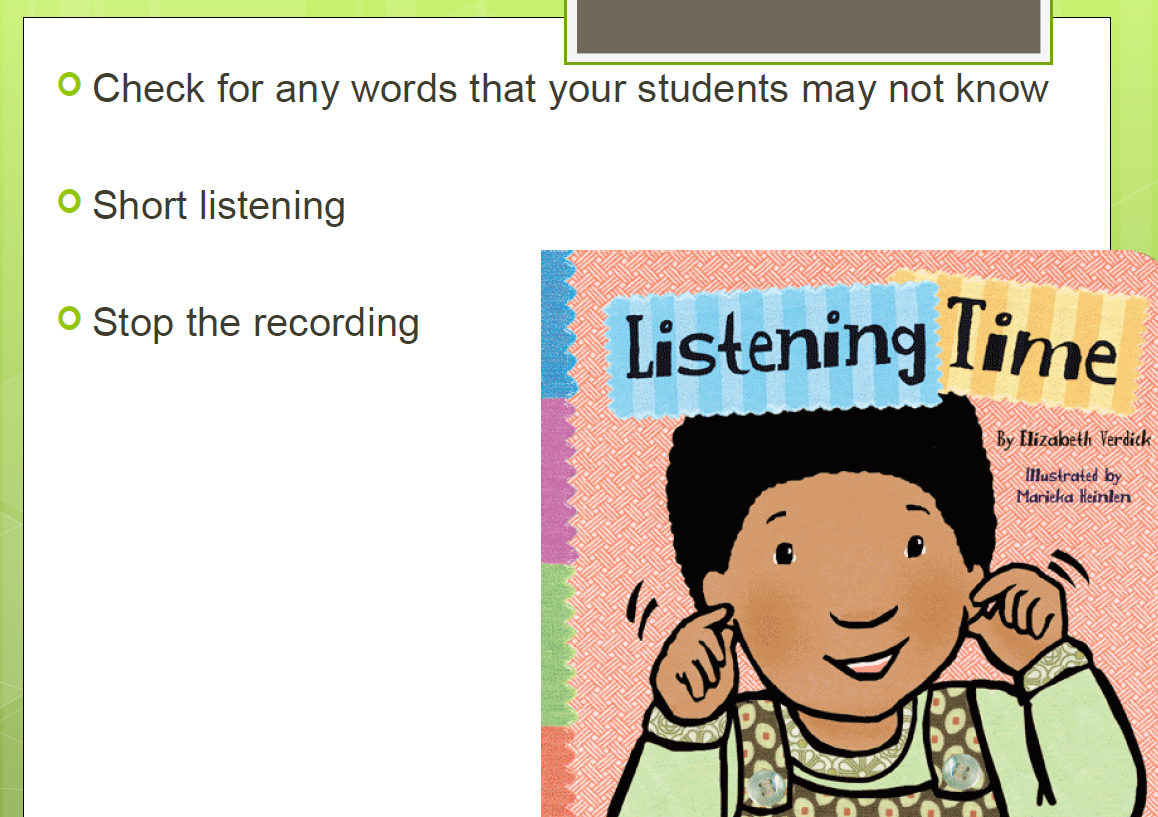 Check for any words that your students may not know
Short listening
Stop the recording
Listening Time
By Elizabeth Verdick
Illustrated by
Marieka Heinlen